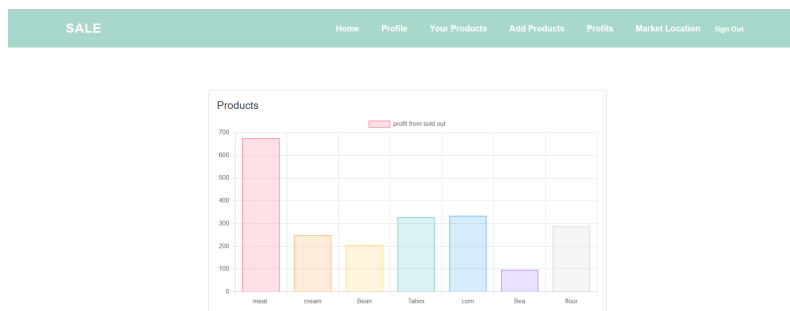 SALE Home Profile Your Products Add Products Profits Market Location Sign Out
Products
profit from sold out
700
600
500
400
300
200
100
0
meat cream Bean Tahini corn Bea flour